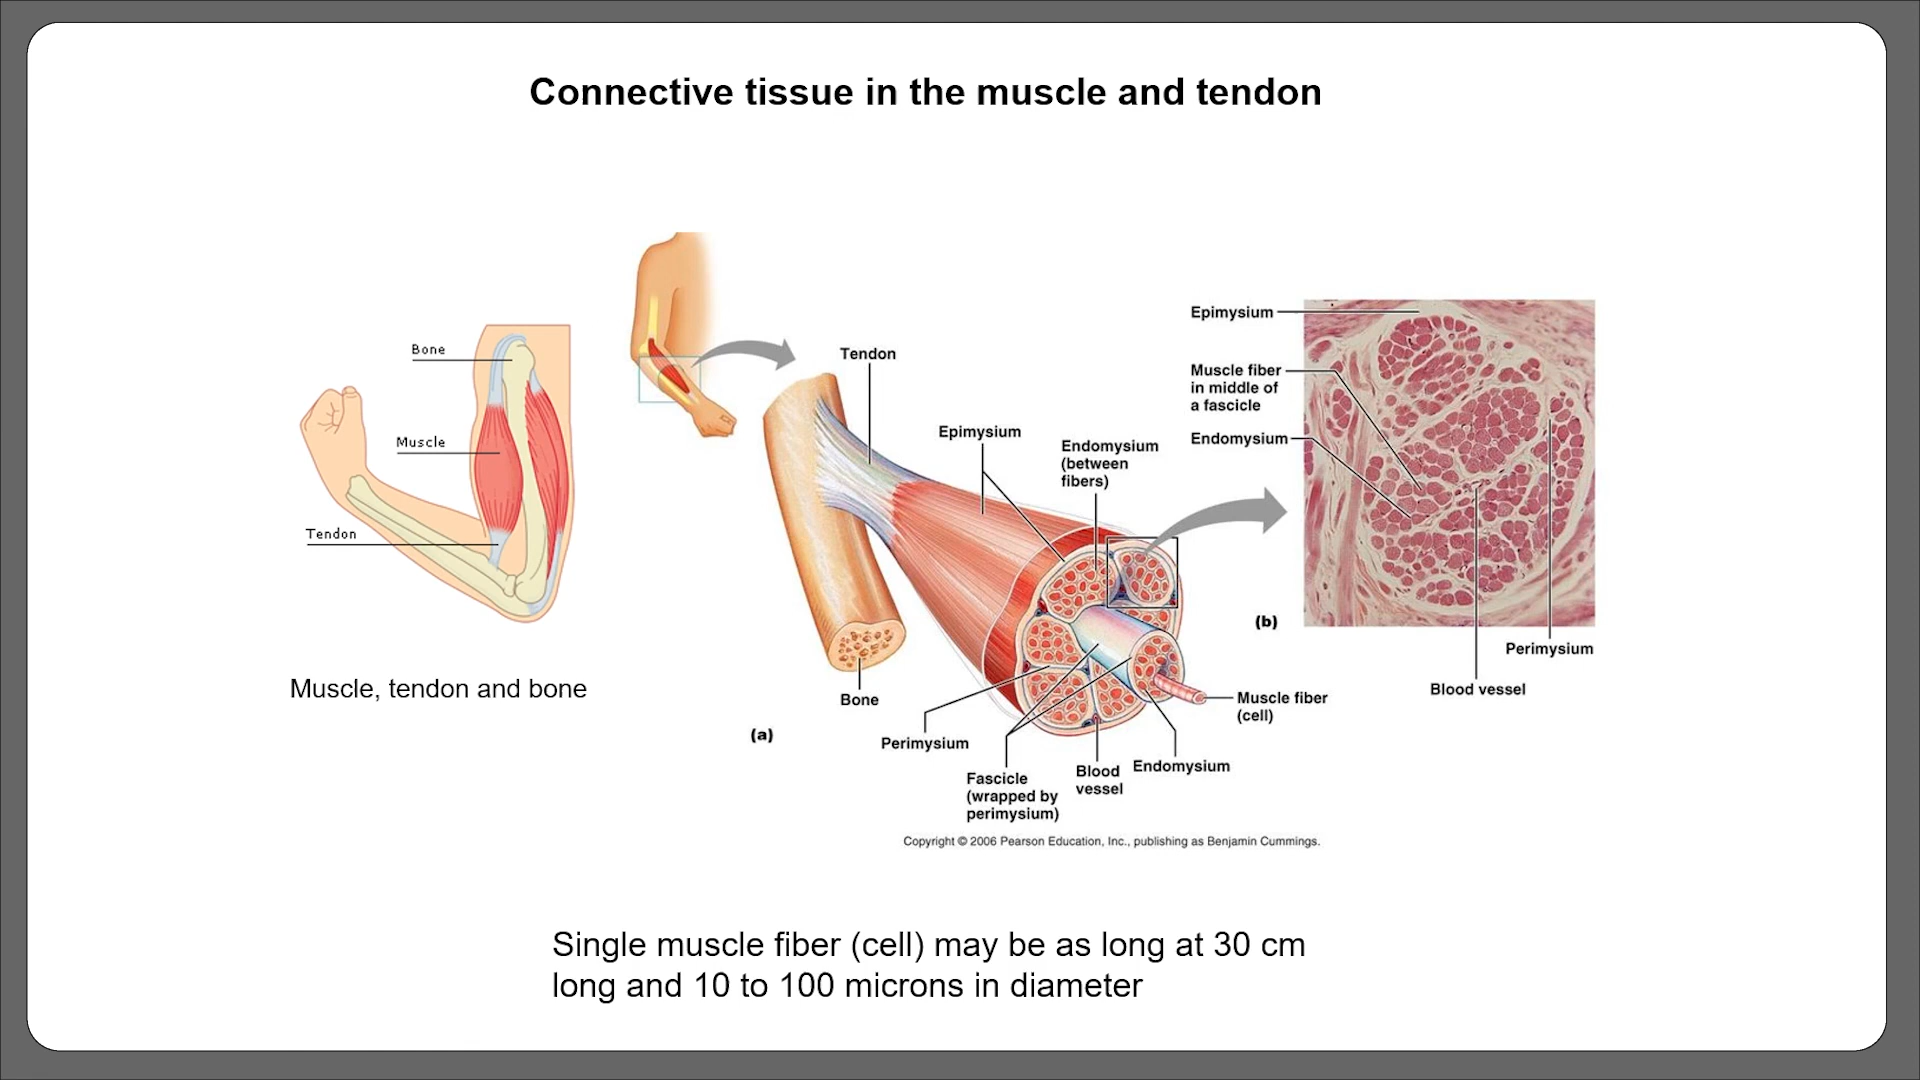 Connective tissue in the muscle and tendon
Bone
Muscle
Tendon
Muscle, tendon and bone
Tendon
Epimysium
Endomysium
(between
fibers)
Bone
Perimysium
(a)
Fascicle
(wrapped by
perimysium)
Blood
vessel
Endomysium
Muscle fiber
(cell)
Epimysium
Muscle fiber
in middle of
a fascicle
Endomysium
(b)
Perimysium
Blood vessel
Copyright © 2006 Pearson Education, Inc., publishing as Benjamin Cummings.
Single muscle fiber (cell) may be as long at 30 cm
long and 10 to 100 microns in diameter